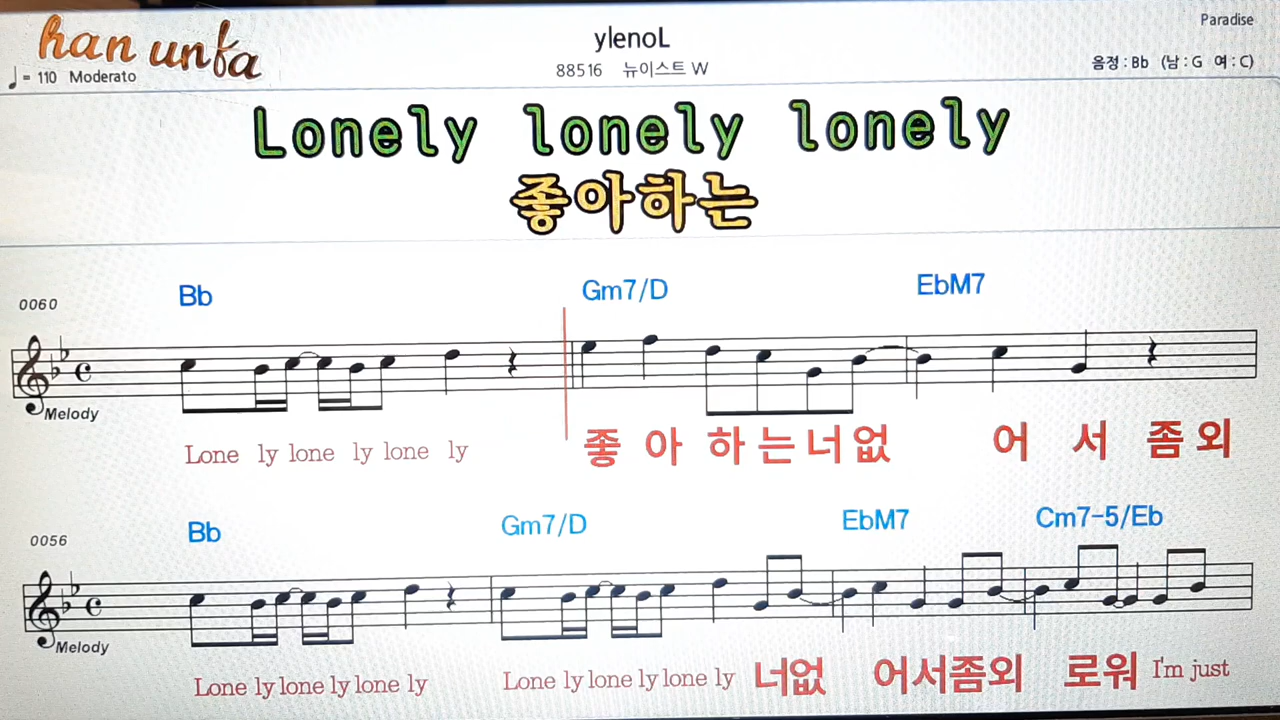 Paradise
han unfa
ylenoL
♩= 110 Moderato
88516 뉴이스트 W
음정 : Bb (남 : G 여 : C)
Lonely lonely lonely
좋아하는
0060
Bb Gm7/D EbM7
Melody
Lone ly lone ly lone ly 좋 아 하 는 너 없 어 서 좀 외
0056
Bb Gm7/D EbM7 Cm7-5/Eb
Melody
Lone ly lone ly lone ly Lone ly lone ly lone ly 너없 어서좀외 로워 I'm just